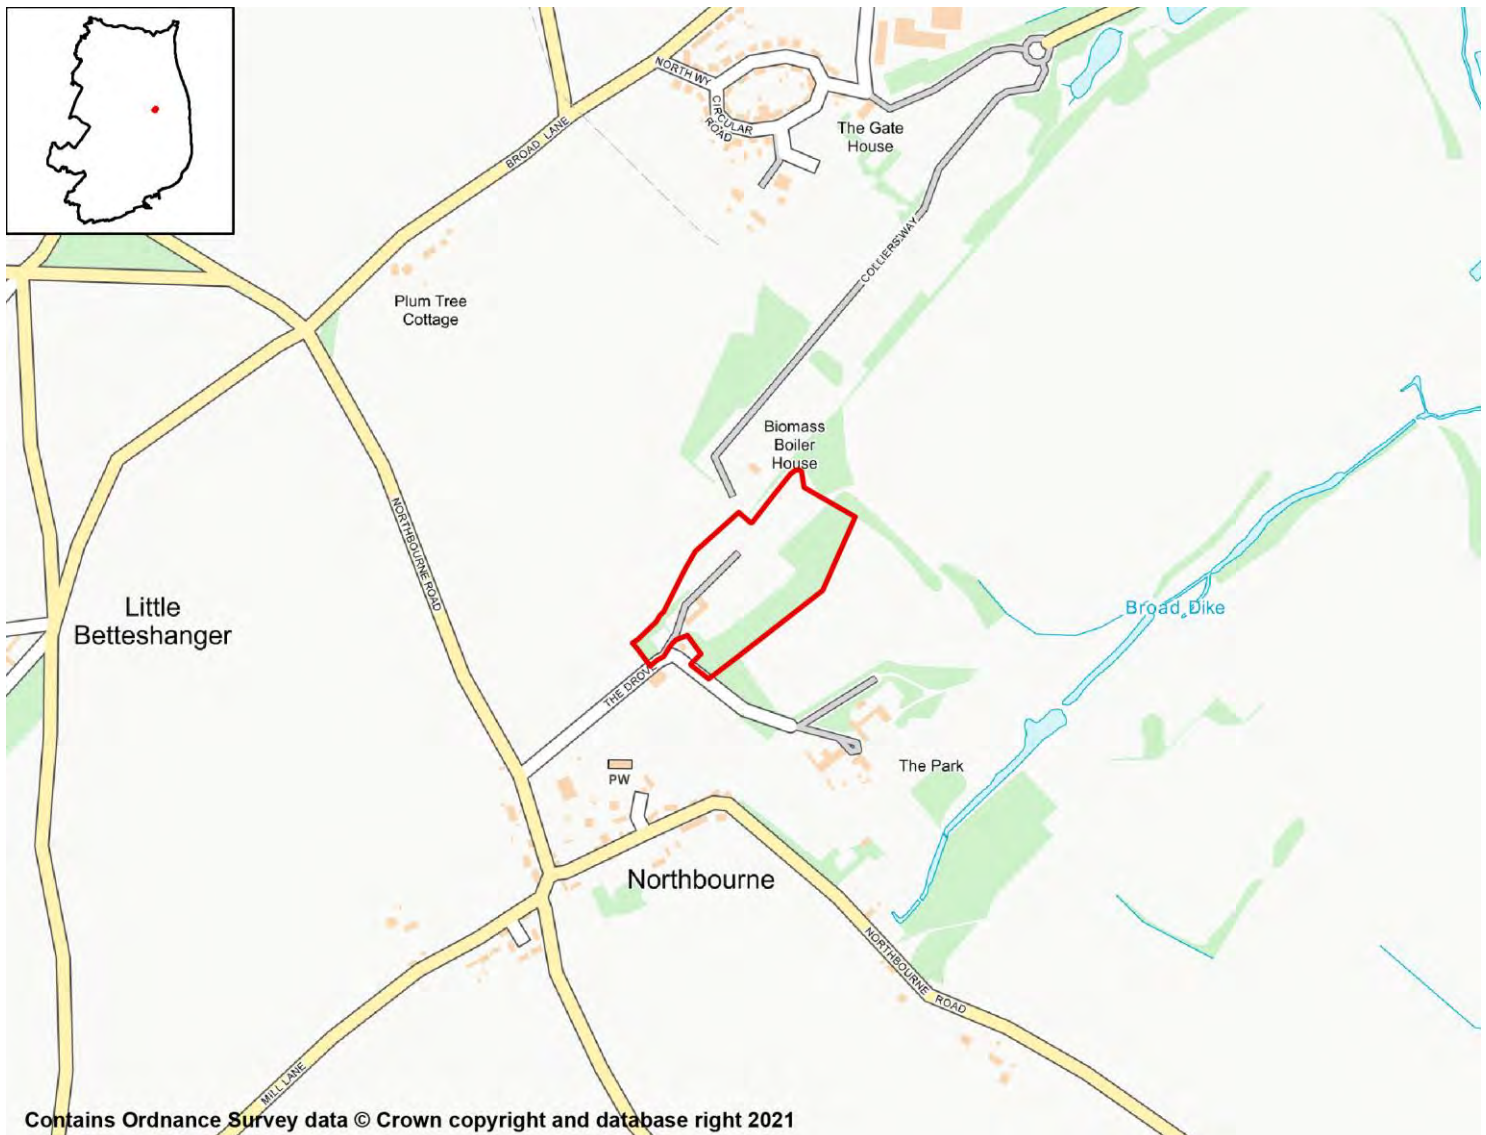 NORTH WY
CIRCULAR
ROAD
BROAD LANE
The Gate
House
COLLIERS WAY
Plum Tree
Cottage
Biomass
Boiler
House
NORTHBOURNE ROAD
Little
Betteshanger
Broad Dike
THE DROVE
PW
The Park
Northbourne
NORTHBOURNE ROAD
MILL LANE
Contains Ordnance Survey data © Crown copyright and database right 2021